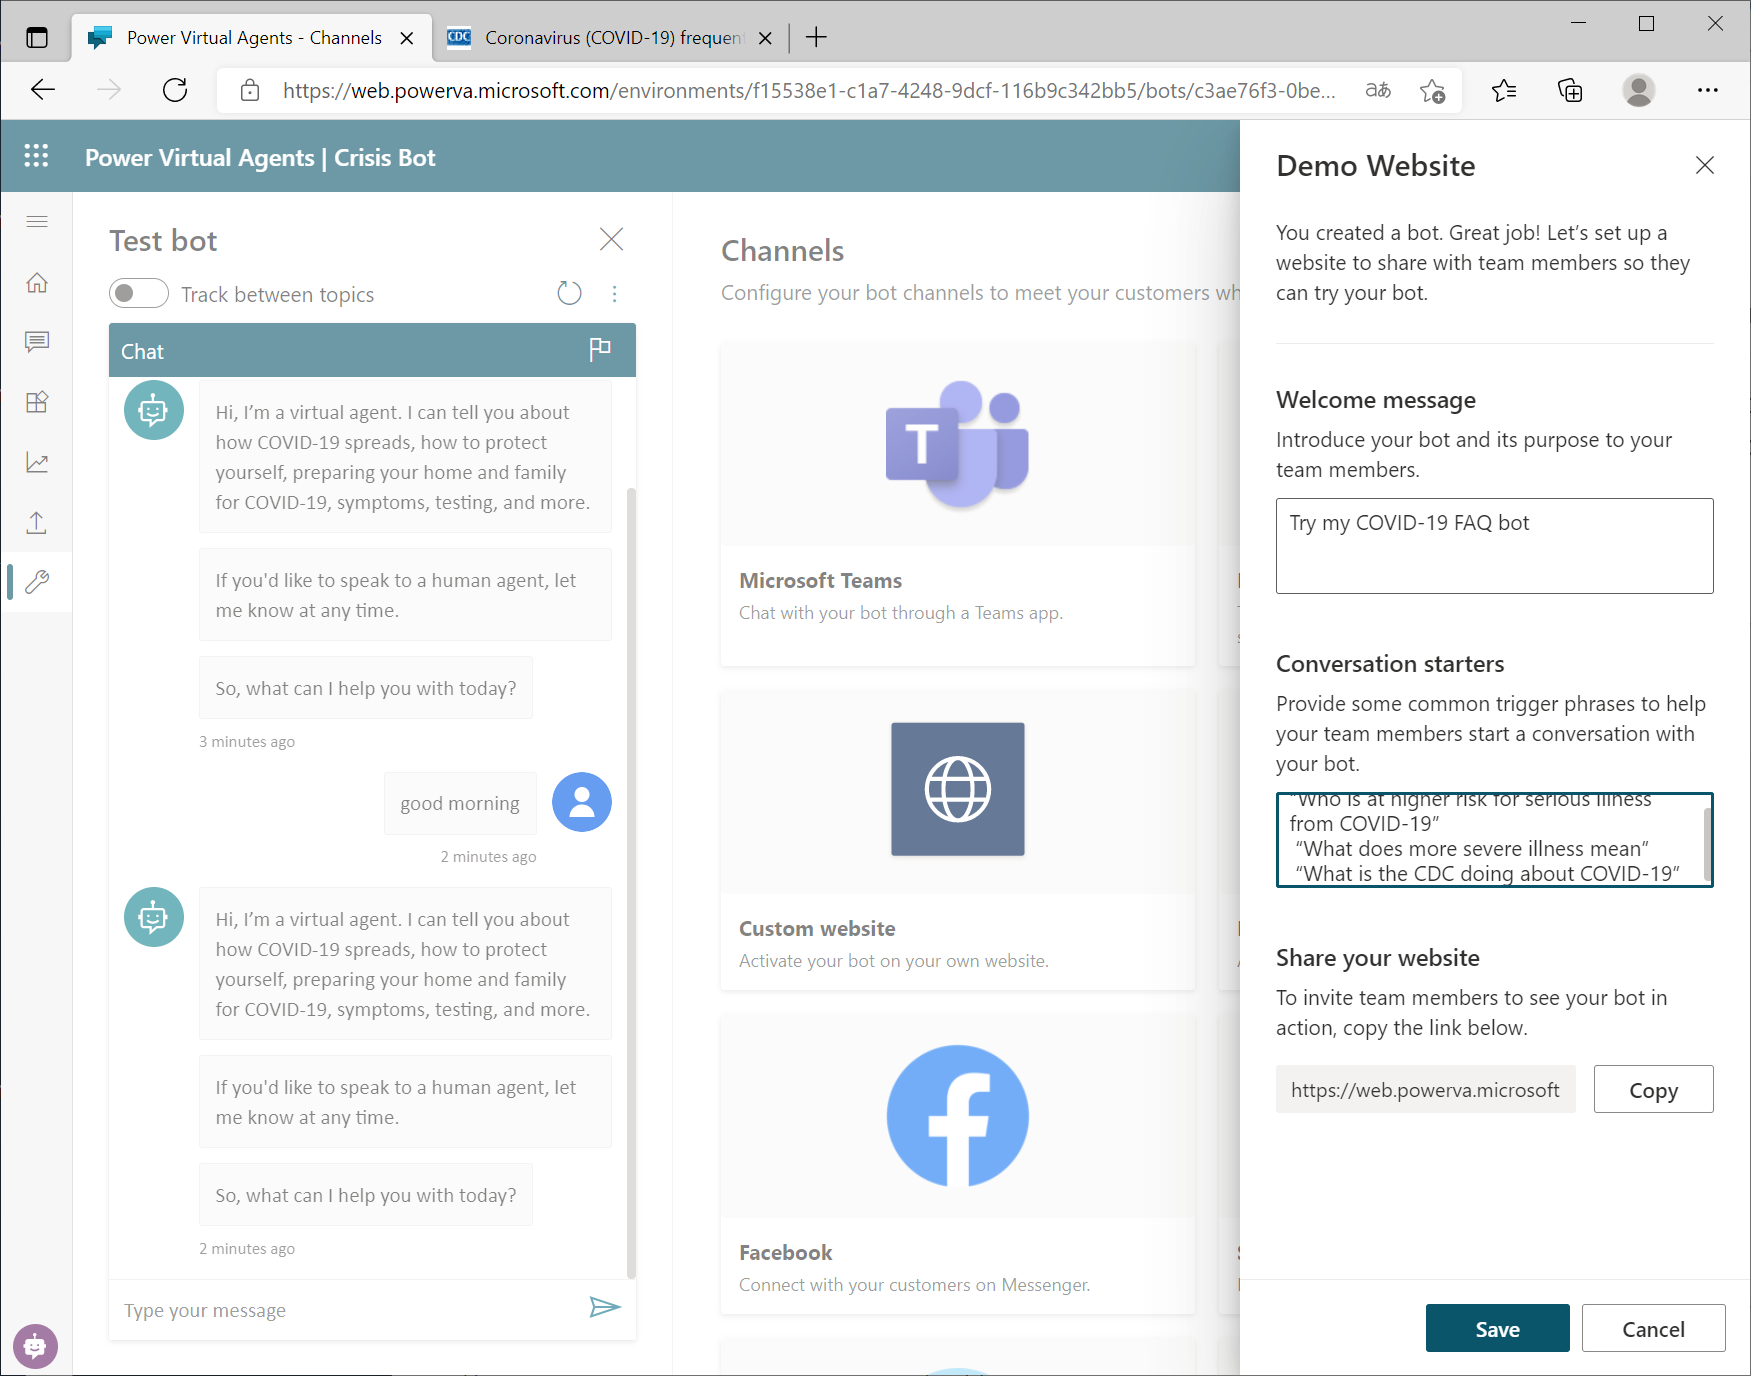 Power Virtual Agents - Channels
CDC
Coronavirus (COVID-19) frequen
https://web.powerva.microsoft.com/environments/f15538e1-c1a7-4248-9dcf-116b9c342bb5/bots/c3ae76f3-0be...
Power Virtual Agents | Crisis Bot
Test bot
Track between topics
Chat
Hi, I’m a virtual agent. I can tell you about
how COVID-19 spreads, how to protect
yourself, preparing your home and family
for COVID-19, symptoms, testing, and more.
If you'd like to speak to a human agent, let
me know at any time.
So, what can I help you with today?
3 minutes ago
good morning
2 minutes ago
Hi, I’m a virtual agent. I can tell you about
how COVID-19 spreads, how to protect
yourself, preparing your home and family
for COVID-19, symptoms, testing, and more.
If you'd like to speak to a human agent, let
me know at any time.
So, what can I help you with today?
2 minutes ago
Type your message
Channels
Configure your bot channels to meet your customers wh
T
Microsoft Teams
Chat with your bot through a Teams app.
Custom website
Activate your bot on your own website.
Facebook
Connect with your customers on Messenger.
Demo Website
You created a bot. Great job! Let’s set up a
website to share with team members so they
can try your bot.
Welcome message
Introduce your bot and its purpose to your
team members.
Try my COVID-19 FAQ bot
Conversation starters
Provide some common trigger phrases to help
your team members start a conversation with
your bot.
“Who is at higher risk for serious illness
from COVID-19”
“What does more severe illness mean”
“What is the CDC doing about COVID-19”
Share your website
To invite team members to see your bot in
action, copy the link below.
https://web.powerva.microsoft
Copy
Save
Cancel